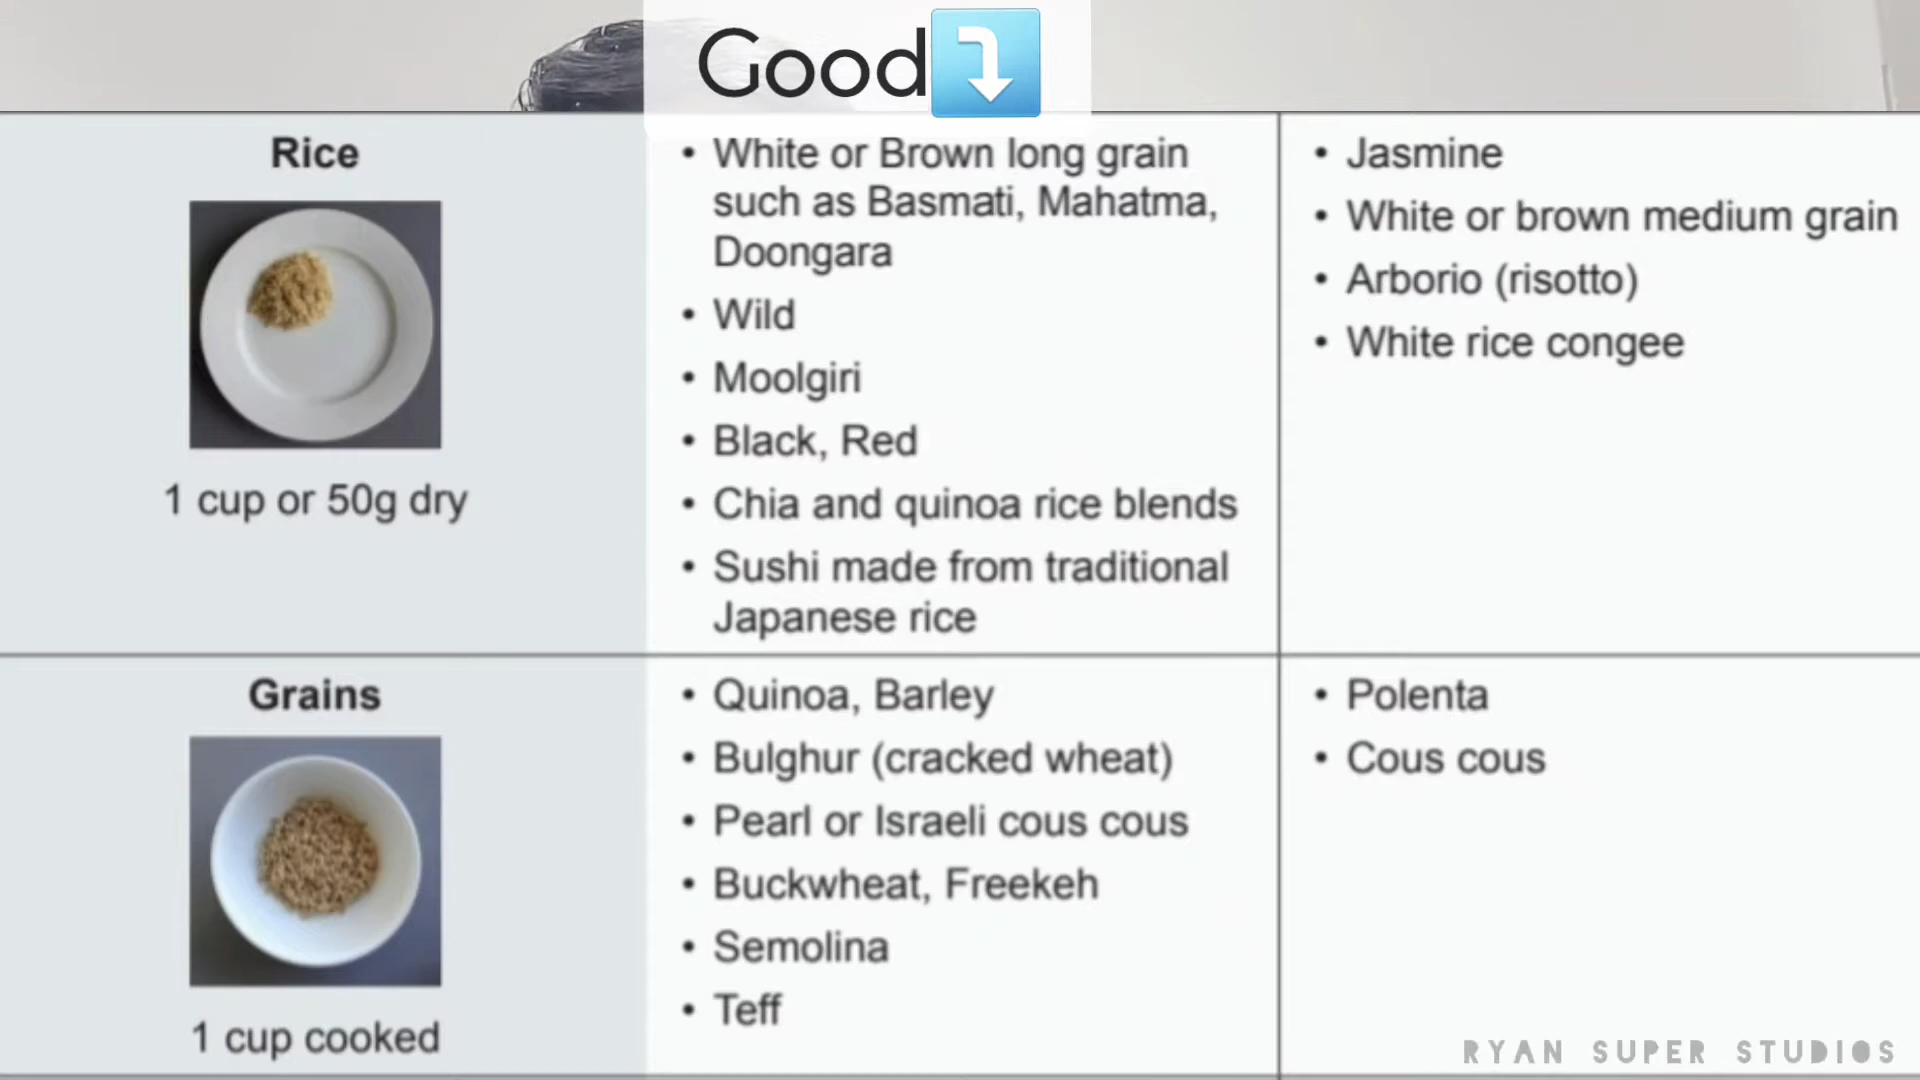 Good
Rice
1 cup or 50g dry
• White or Brown long grain
such as Basmati, Mahatma,
Doongara
• Wild
• Moolgiri
• Black, Red
• Chia and quinoa rice blends
• Sushi made from traditional
Japanese rice
• Jasmine
• White or brown medium grain
• Arborio (risotto)
• White rice congee
Grains
1 cup cooked
• Quinoa, Barley
• Bulghur (cracked wheat)
• Pearl or Israeli cous cous
• Buckwheat, Freekeh
• Semolina
• Teff
• Polenta
• Cous cous
RYAN SUPER STUDIOS